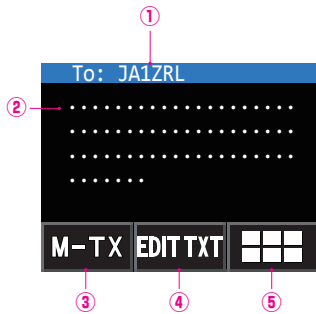 ①
To: JA1ZRL
②
. . . . . . . . . . . . . . . . . . . .
. . . . . . . . . . . . . . . . . . . .
. . . . . . . . . . . . . . . . . . . .
. . . . . . .
M-TX EDIT TXT
③ ④ ⑤